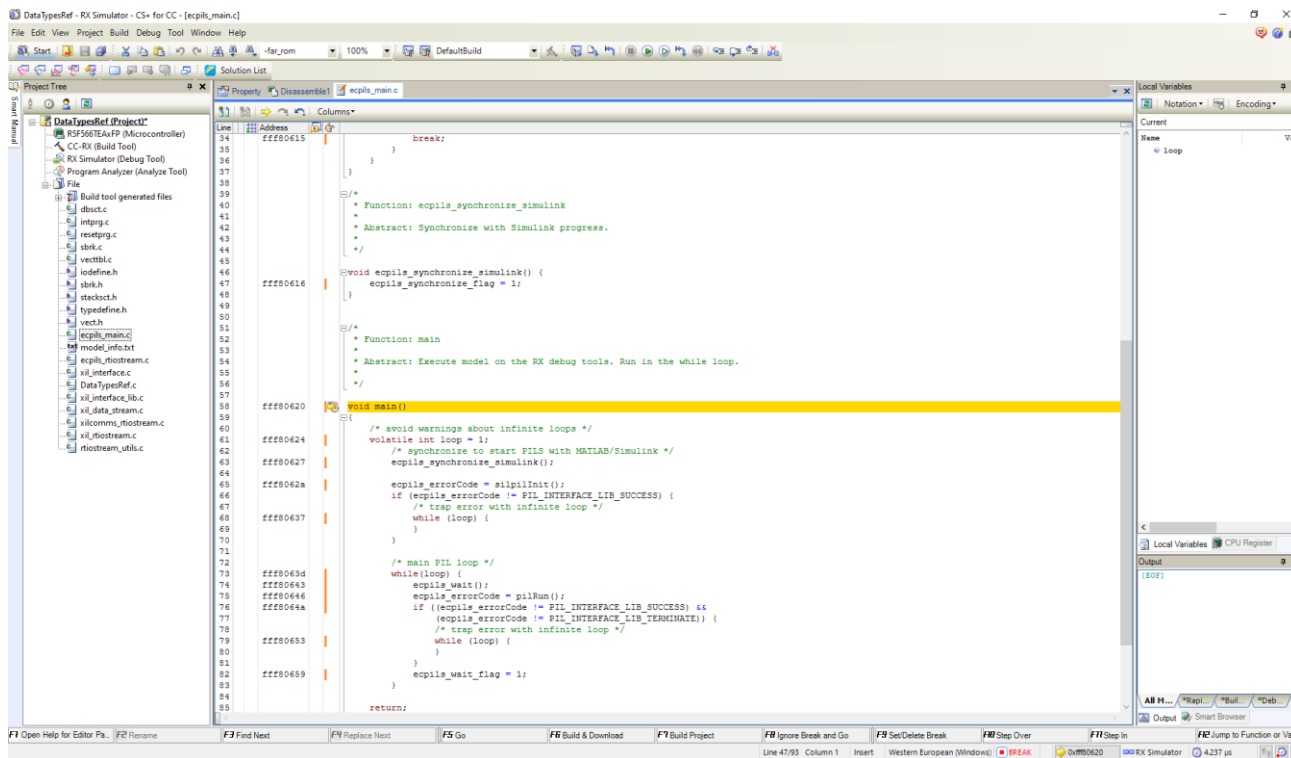 DataTypesRef - RX Simulator - CS+ for CC - [ecpils_main.c]
File Edit View Project Build Debug Tool Window Help
Start -far_rom 100% DefaultBuild
Solution List
Project Tree
Smart Manual
DataTypesRef (Project)*
R5F566TEAxFP (Microcontroller)
CC-RX (Build Tool)
RX Simulator (Debug Tool)
Program Analyzer (Analyze Tool)
File
Build tool generated files
dbsct.c
intprg.c
resetprg.c
sbrk.c
vecttbl.c
iodefine.h
sbrk.h
stacksct.h
typedefine.h
vect.h
ecpils_main.c
model_info.txt
ecpils_rtiostream.c
xil_interface.c
DataTypesRef.c
xil_interface_lib.c
xil_data_stream.c
xilcomms_rtiostream.c
xil_rtiostream.c
rtiostream_utils.c
Property Disassemble1 ecpils_main.c
Columns
Line Address
34 fff80615 break;
35 }
36 }
37 }
38
39 /*
40 * Function: ecpils_synchronize_simulink
41 *
42 * Abstract: Synchronize with Simulink progress.
43 *
44 */
45
46 void ecpils_synchronize_simulink() {
47 fff80616 ecpils_synchronize_flag = 1;
48 }
49
50
51 /*
52 * Function: main
53 *
54 * Abstract: Execute model on the RX debug tools. Run in the while loop.
55 *
56 */
57
58 fff80620 void main()
59 {
60 /* avoid warnings about infinite loops */
61 fff80624 volatile int loop = 1;
62 /* synchronize to start PILS with MATLAB/Simulink */
63 fff80627 ecpils_synchronize_simulink();
64
65 fff8062a ecpils_errorCode = silpilInit();
66 if (ecpils_errorCode != PIL_INTERFACE_LIB_SUCCESS) {
67 /* trap error with infinite loop */
68 fff80637 while (loop) {
69 }
70 }
71
72 /* main PIL loop */
73 fff8063d while(loop) {
74 fff80643 ecpils_wait();
75 fff80646 ecpils_errorCode = pilRun();
76 fff8064a if ((ecpils_errorCode != PIL_INTERFACE_LIB_SUCCESS) &&
77 (ecpils_errorCode != PIL_INTERFACE_LIB_TERMINATE)) {
78 /* trap error with infinite loop */
79 fff80653 while (loop) {
80 }
81 }
82 fff80659 ecpils_wait_flag = 1;
83 }
84
85 return;
Local Variables
Notation Encoding
Current
Name
loop
Local Variables CPU Register
Output
[EOF]
All M... *Rapi... *Buil... *Deb...
Output Smart Browser
F1 Open Help for Editor Pa... F2 Rename F3 Find Next F4 Replace Next F5 Go F6 Build & Download F7 Build Project F8 Ignore Break and Go F9 Set/Delete Break F10 Step Over F11 Step In F12 Jump to Function or Va
Line 47/93 Column 1 Insert Western European (Windows) BREAK 0xfff80620 RX Simulator 4.237 µs